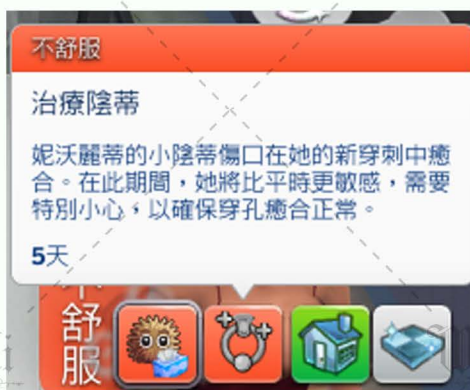 不舒服
治療陰蒂
妮沃麗蒂的小陰蒂傷口在她的新穿刺中癒
合。在此期間，她將比平時更敏感，需要
特別小心，以確保穿孔癒合正常。
5天
不舒服